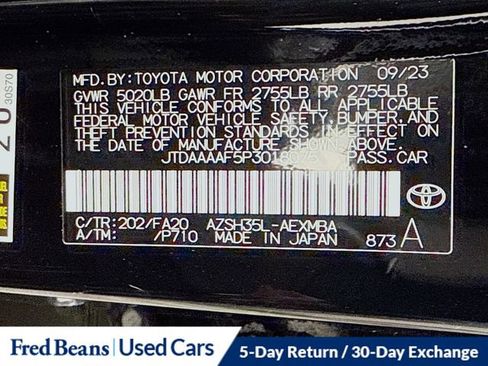 MFD. BY: TOYOTA MOTOR CORPORATION 09/23
GVWR 5020LB GAWR FR 2755LB RR 2755LB
THIS VEHICLE CONFORMS TO ALL APPLICABLE
FEDERAL MOTOR VEHICLE SAFETY, BUMPER, AND
THEFT PREVENTION STANDARDS IN EFFECT ON
THE DATE OF MANUFACTURE SHOWN ABOVE.
PASS.CAR
TOYOTA
C/TR: 202/FA20 AZSH35L-AEXMBA
A/TM: /P710 MADE IN JAPAN 873 A
30S70
Fred Beans Used Cars 5-Day Return / 30-Day Exchange